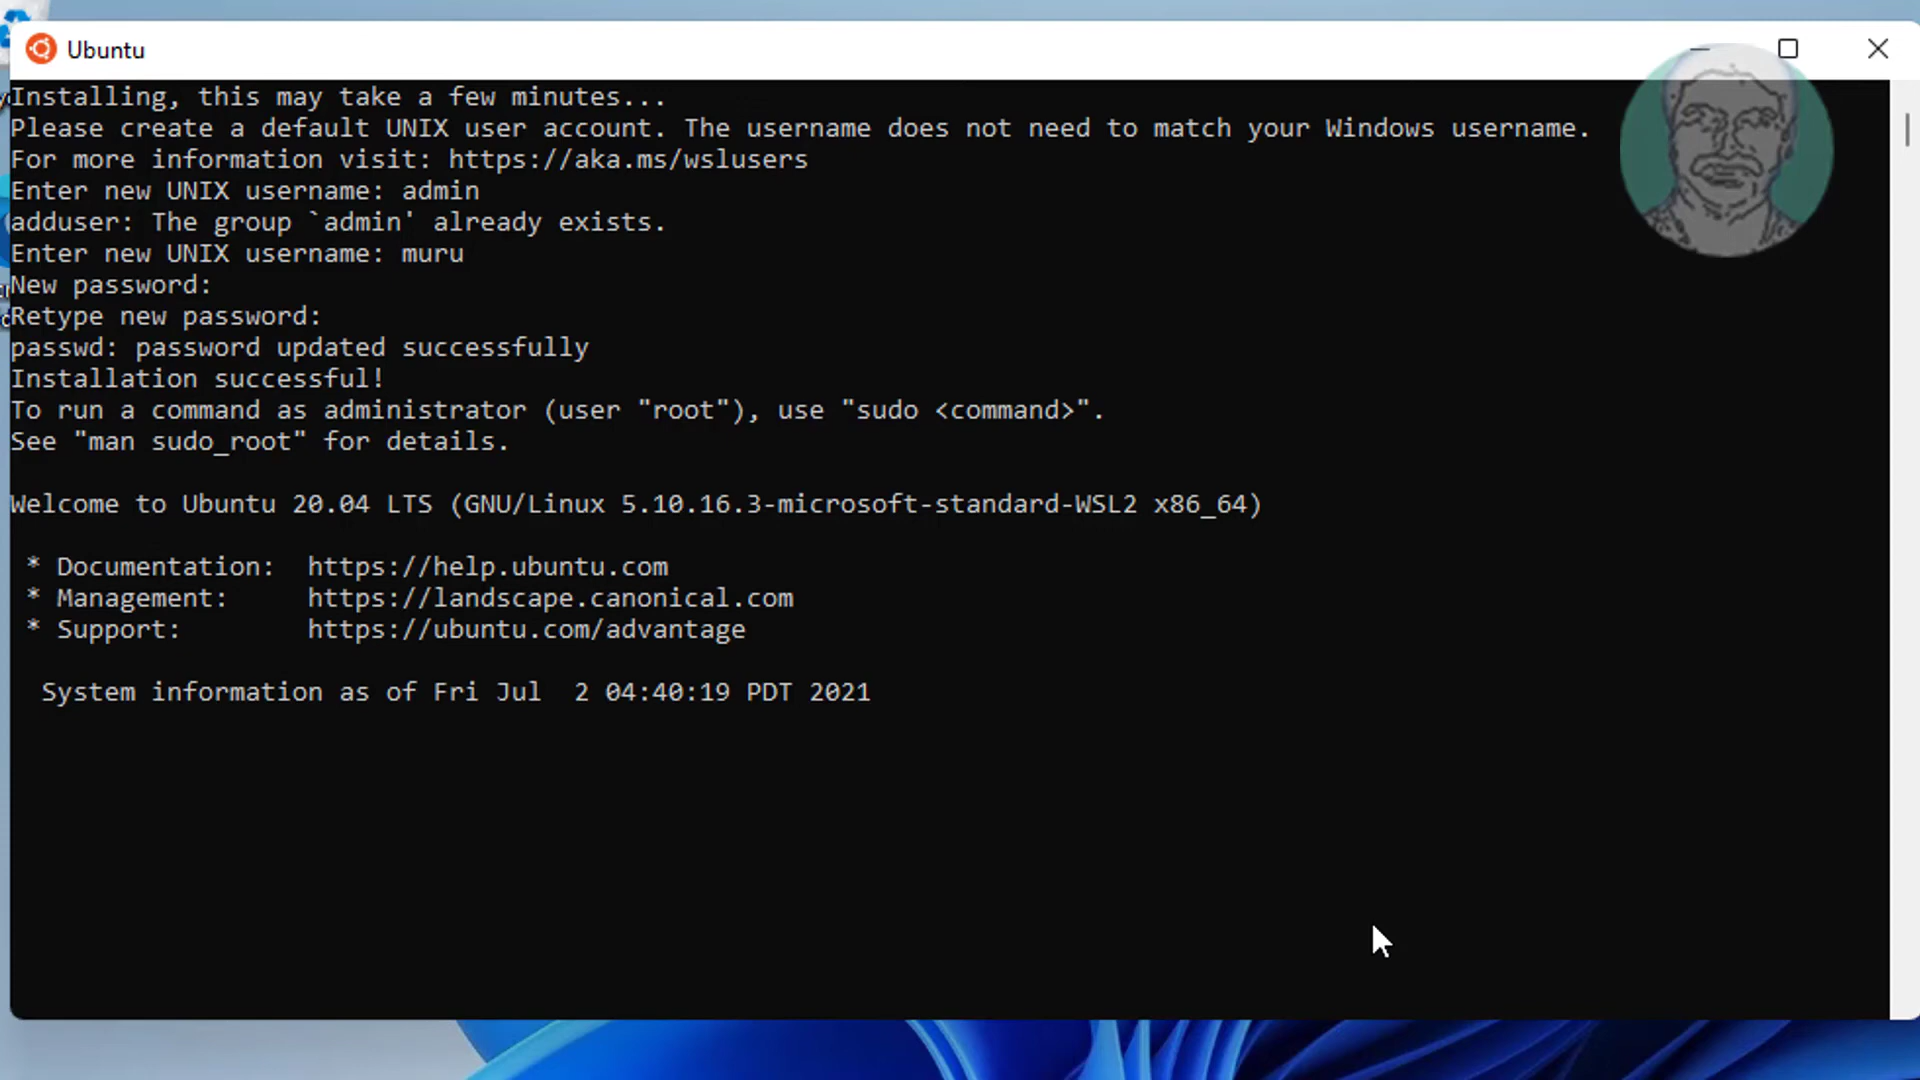 Ubuntu
Installing, this may take a few minutes...
Please create a default UNIX user account. The username does not need to match your Windows username.
For more information visit: https://aka.ms/wslusers
Enter new UNIX username: admin
adduser: The group `admin' already exists.
Enter new UNIX username: muru
New password:
Retype new password:
passwd: password updated successfully
Installation successful!
To run a command as administrator (user "root"), use "sudo <command>".
See "man sudo_root" for details.
Welcome to Ubuntu 20.04 LTS (GNU/Linux 5.10.16.3-microsoft-standard-WSL2 x86_64)
* Documentation:  https://help.ubuntu.com
* Management:     https://landscape.canonical.com
* Support:        https://ubuntu.com/advantage
System information as of Fri Jul  2 04:40:19 PDT 2021